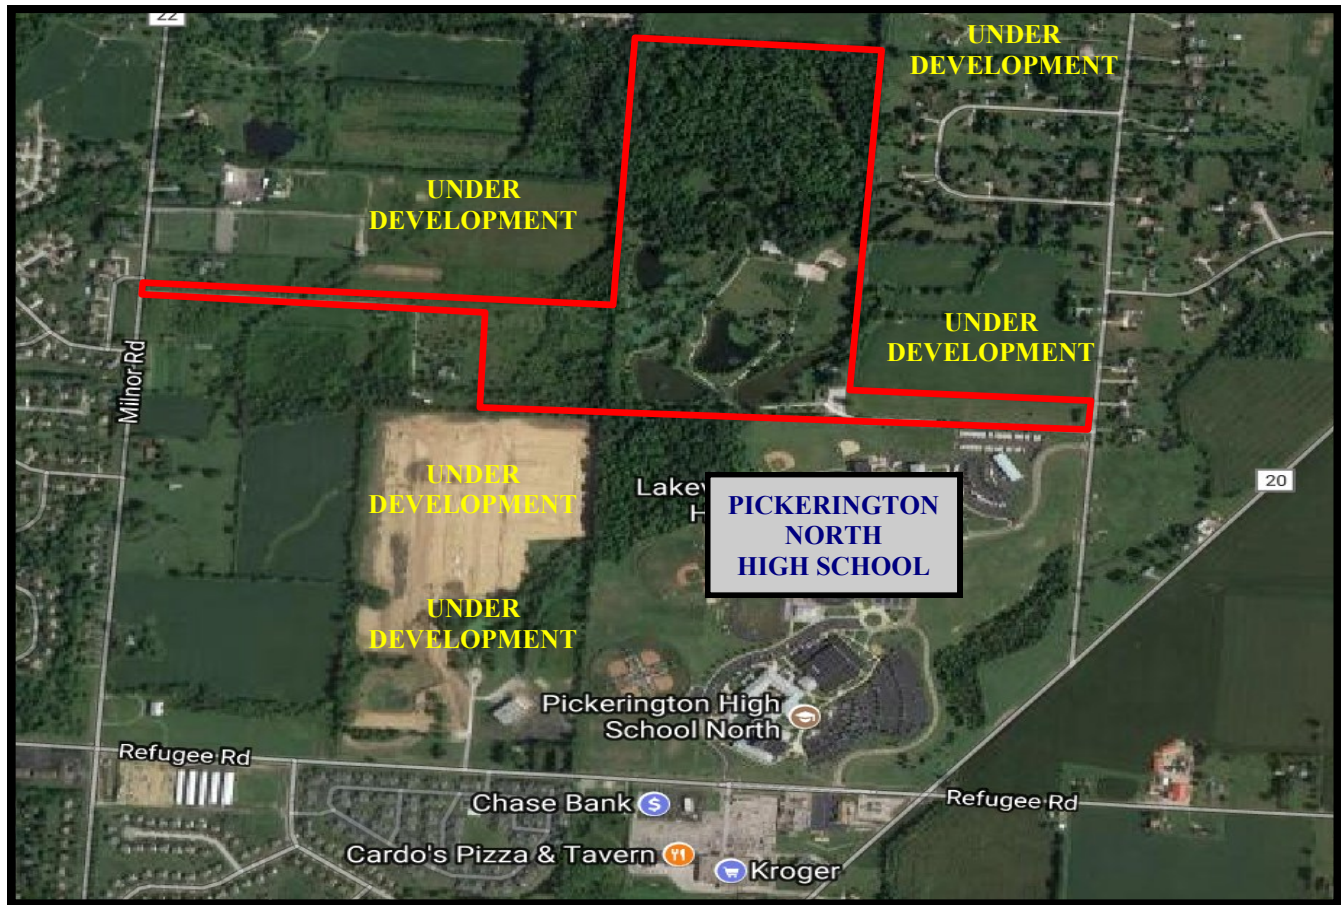 22
UNDER
DEVELOPMENT
UNDER
DEVELOPMENT
UNDER
DEVELOPMENT
Milnor Rd
UNDER
DEVELOPMENT
20
PICKERINGTON
NORTH
HIGH SCHOOL
UNDER
DEVELOPMENT
Pickerington High
School North
Refugee Rd
Refugee Rd
Chase Bank
$
Cardo's Pizza & Tavern
Kroger